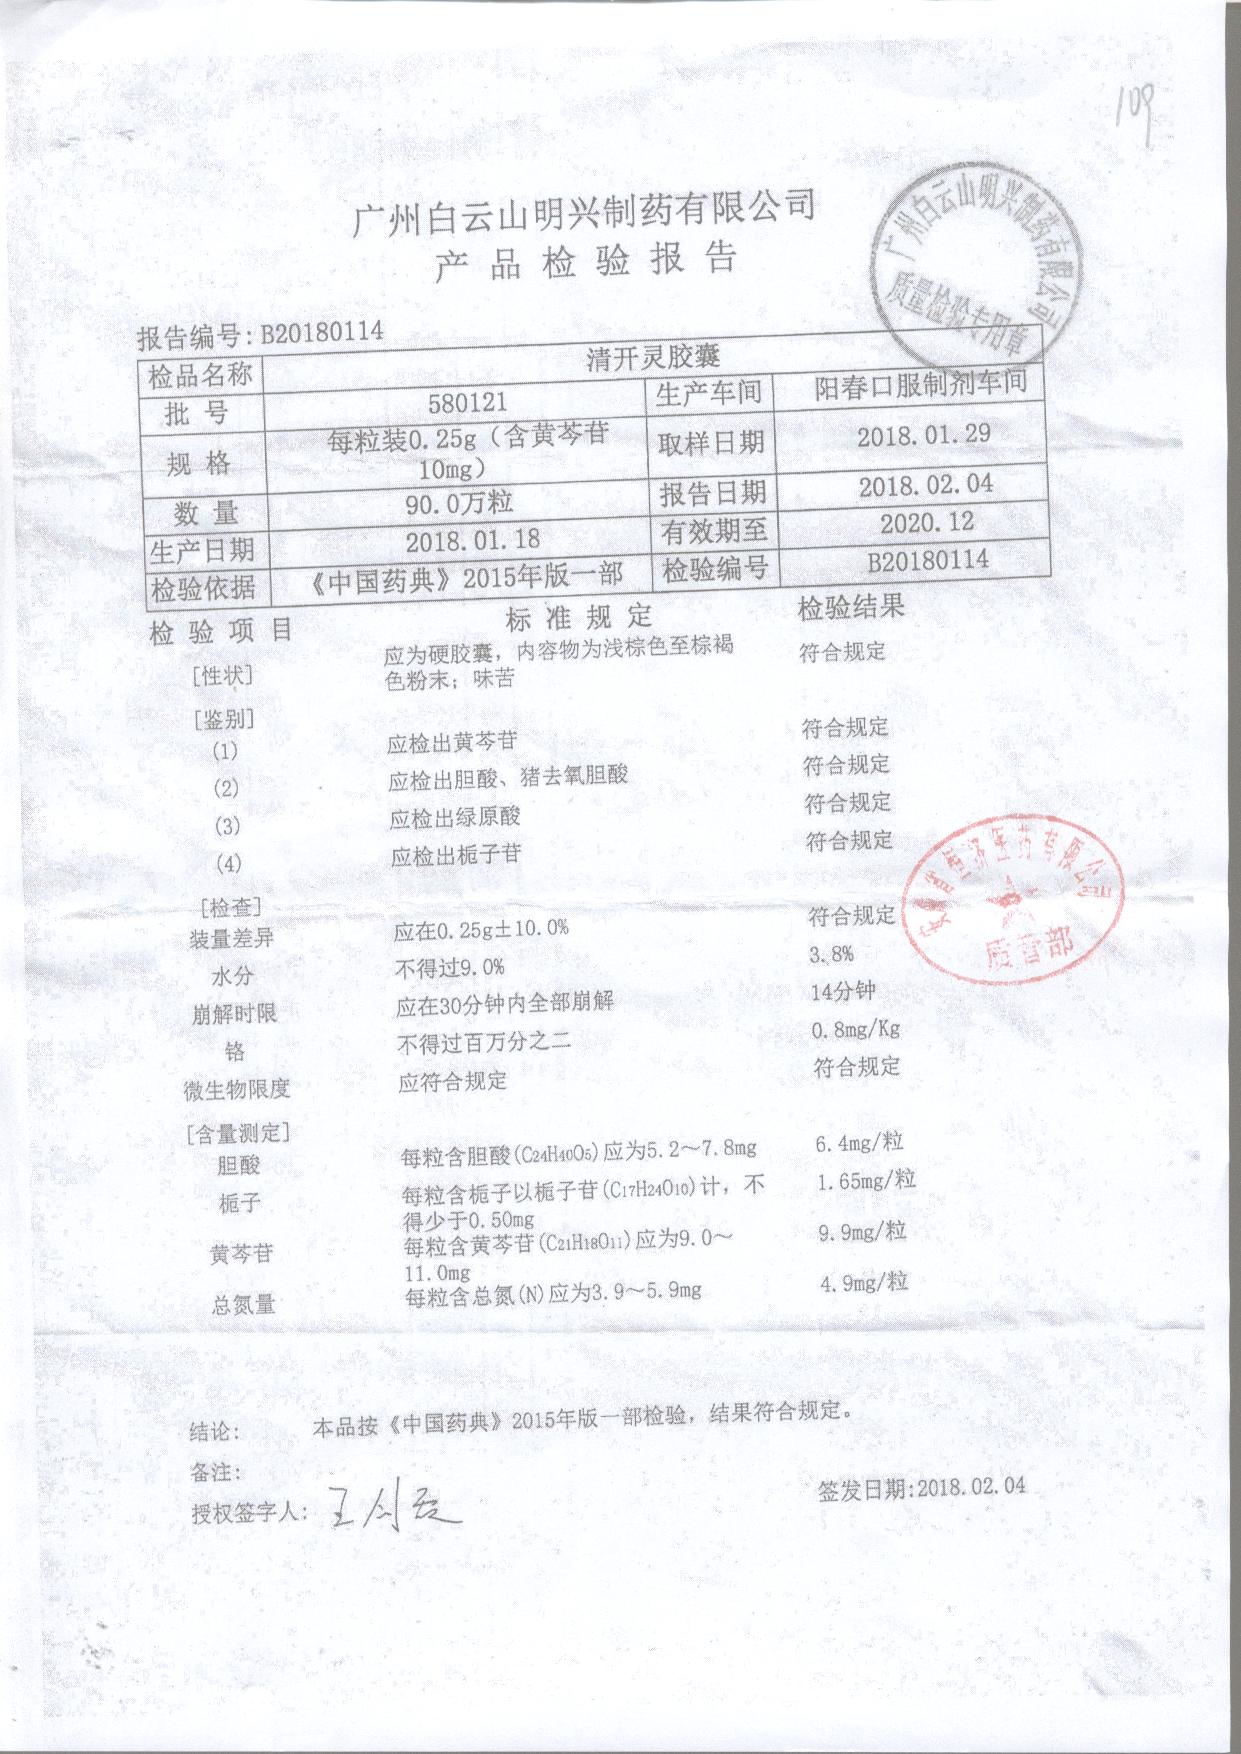 109
广州白云山明兴制药有限公司
产品检验报告
广州白云山明兴制药有限公司
质量检验专用章
报告编号:B20180114
检品名称 清开灵胶囊
批 号 580121 生产车间 阳春口服制剂车间
规 格 每粒装0.25g（含黄芩苷
10mg） 取样日期 2018.01.29
数 量 90.0万粒 报告日期 2018.02.04
生产日期 2018.01.18 有效期至 2020.12
检验依据 《中国药典》2015年版一部 检验编号 B20180114
检 验 项 目 标 准 规 定 检验结果
[性状] 应为硬胶囊，内容物为浅棕色至棕褐 符合规定
色粉末；味苦
[鉴别]
(1) 应检出黄芩苷 符合规定
(2) 应检出胆酸、猪去氧胆酸 符合规定
(3) 应检出绿原酸 符合规定
(4) 应检出栀子苷 符合规定
[检查]
装量差异 应在0.25g±10.0% 符合规定
水分 不得过9.0% 3.8%
崩解时限 应在30分钟内全部崩解 14分钟
铬 不得过百万分之二 0.8mg/Kg
微生物限度 应符合规定 符合规定
医药有限公司
质管部
[含量测定]
胆酸 每粒含胆酸(C24H40O5)应为5.2～7.8mg 6.4mg/粒
栀子 每粒含栀子以栀子苷(C17H24O10)计，不 1.65mg/粒
得少于0.50mg
黄芩苷 每粒含黄芩苷(C21H18O11)应为9.0～ 9.9mg/粒
11.0mg
总氮量 每粒含总氮(N)应为3.9～5.9mg 4.9mg/粒
结论: 本品按《中国药典》2015年版一部检验，结果符合规定。
备注:
授权签字人: 签发日期:2018.02.04